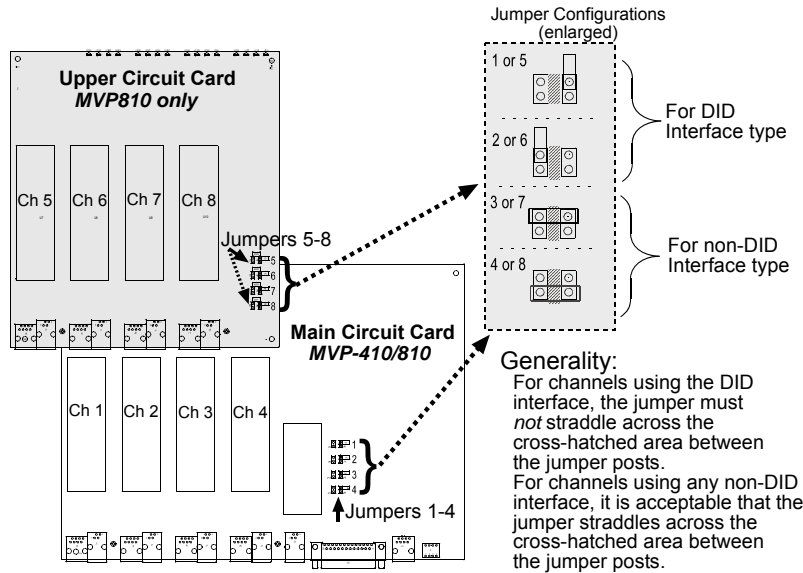 Jumper Configurations
(enlarged)
Upper Circuit Card
MVP810 only
1 or 5
2 or 6
3 or 7
4 or 8
For DID
Interface type
For non-DID
Interface type
Ch 5
Ch 6
Ch 7
Ch 8
Jumpers 5-8
5
6
7
8
Main Circuit Card
MVP-410/810
Ch 1
Ch 2
Ch 3
Ch 4
1
2
3
4
Jumpers 1-4
Generality:
For channels using the DID
interface, the jumper must
not straddle across the
cross-hatched area between
the jumper posts.
For channels using any non-DID
interface, it is acceptable that the
jumper straddles across the
cross-hatched area between
the jumper posts.